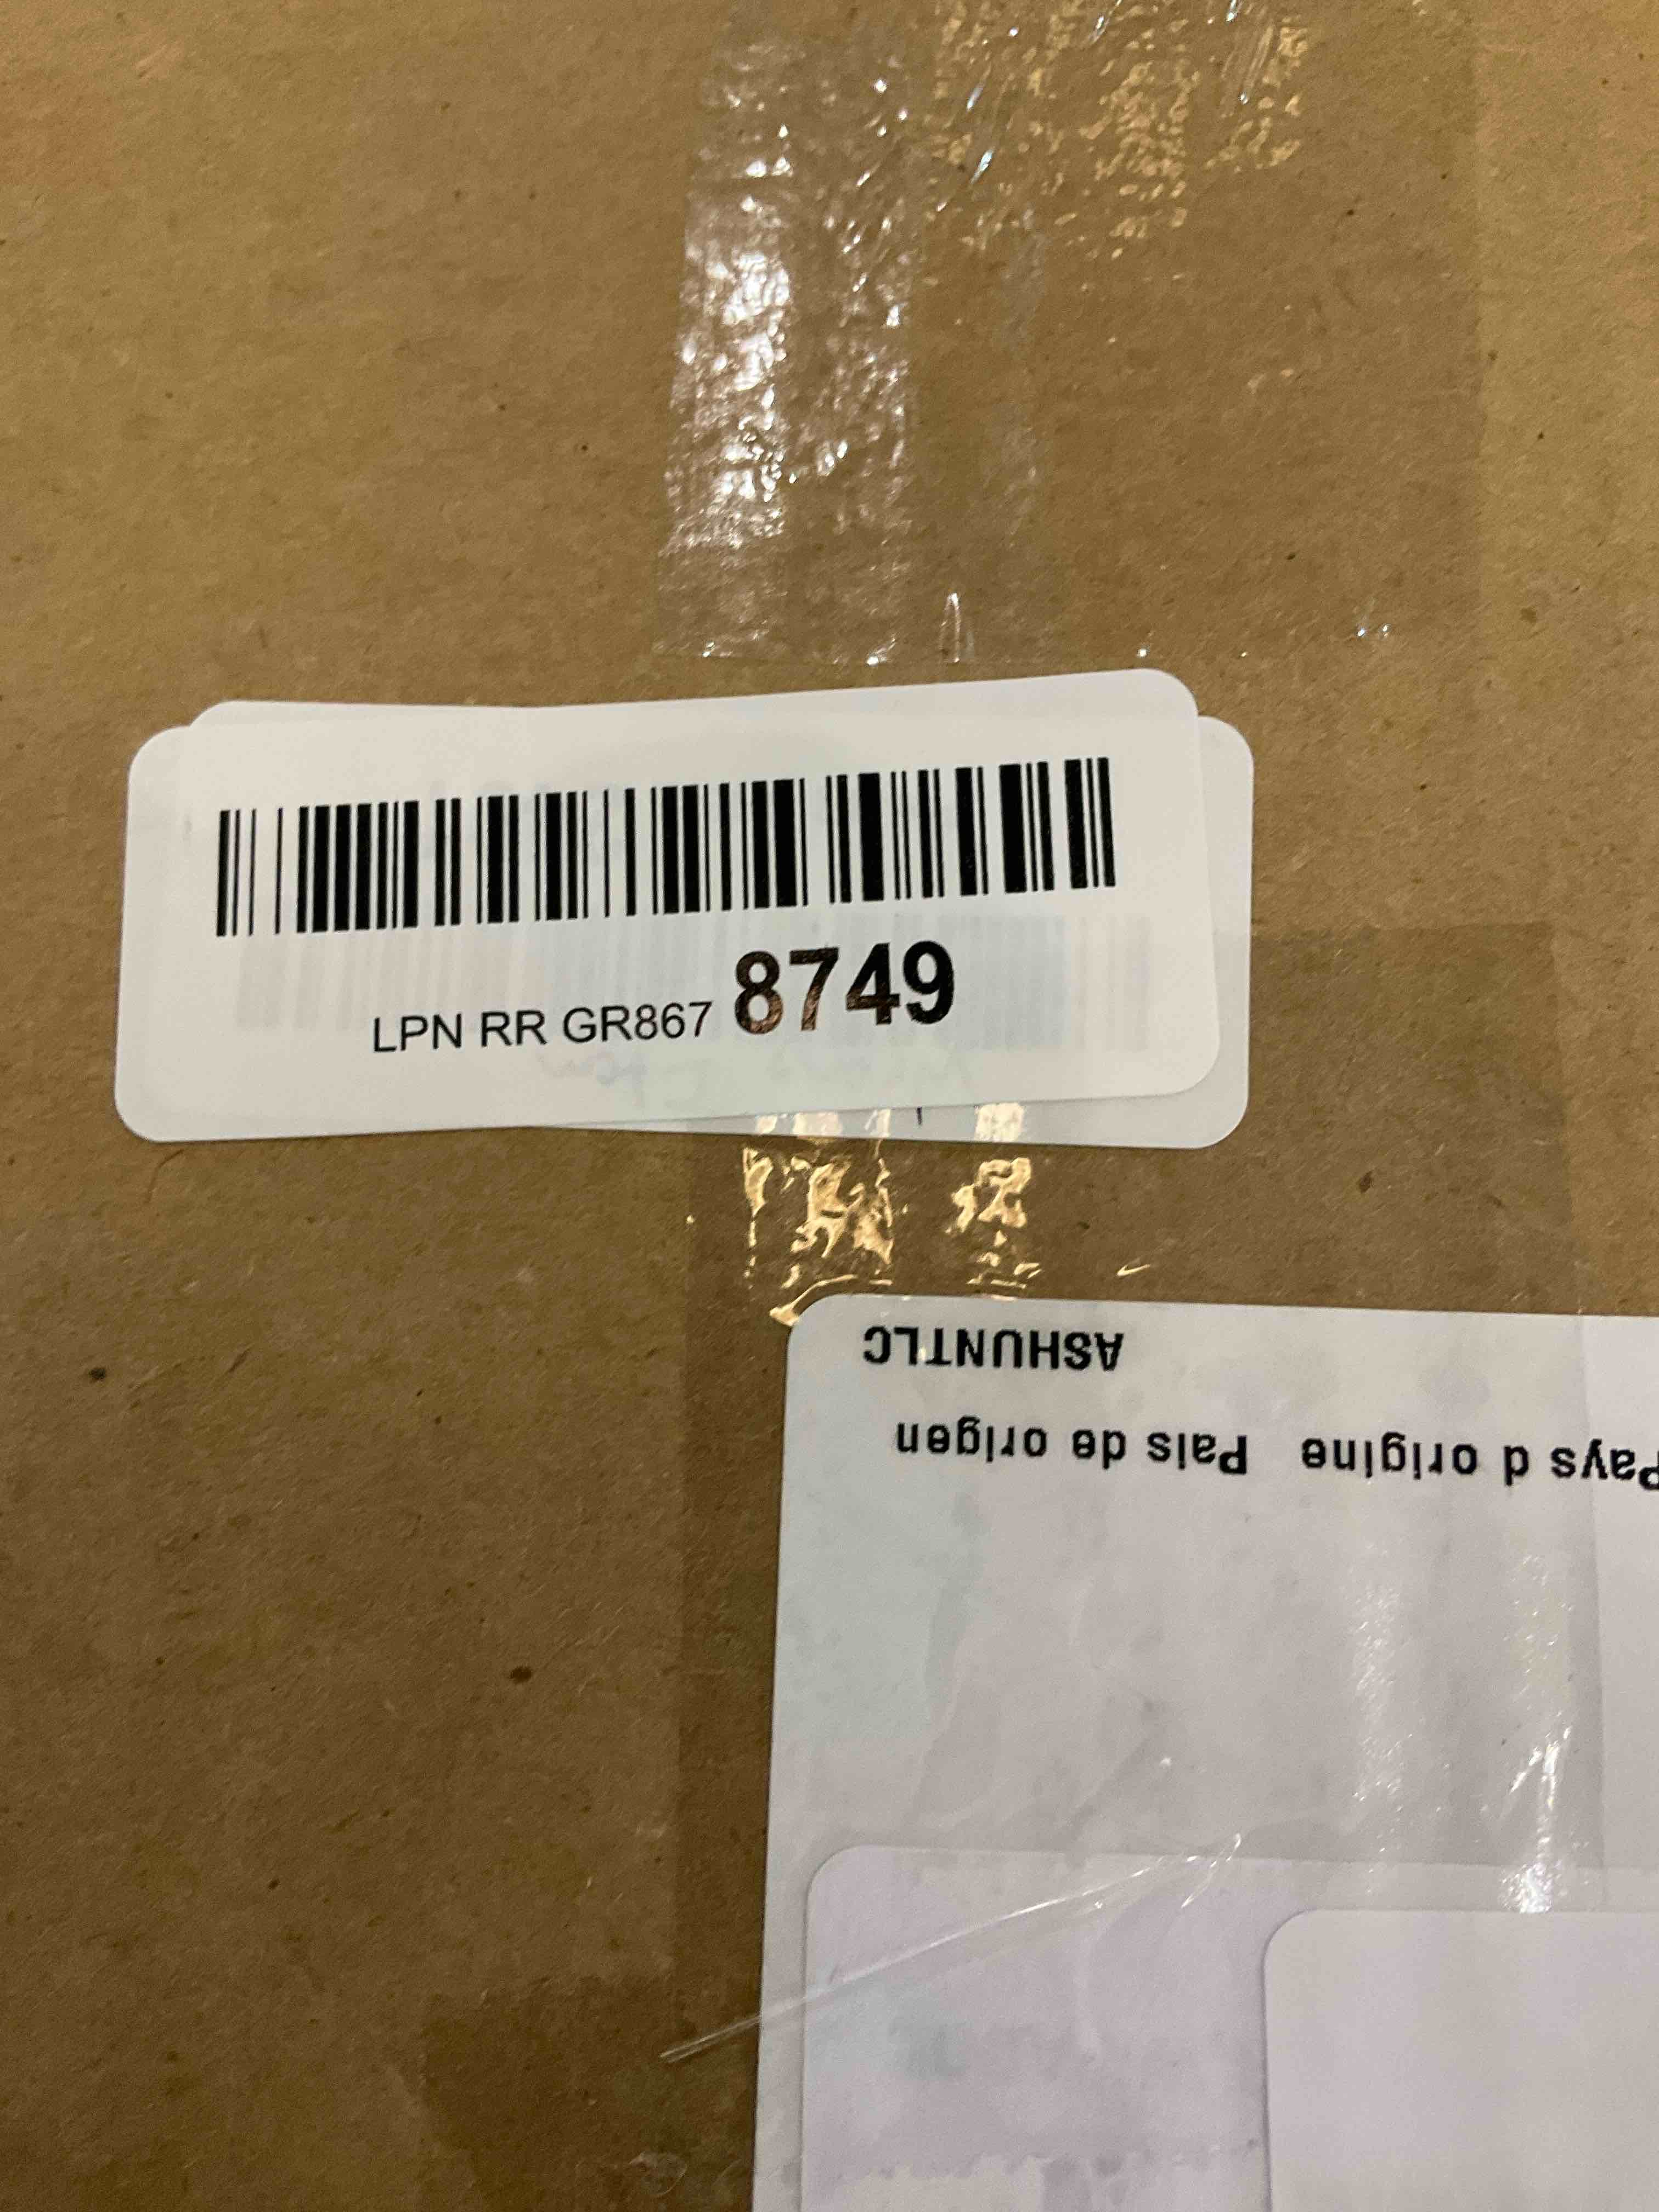 LPN RR GR867 8749
ASHUNTLC
Pays d origine Pais de origen